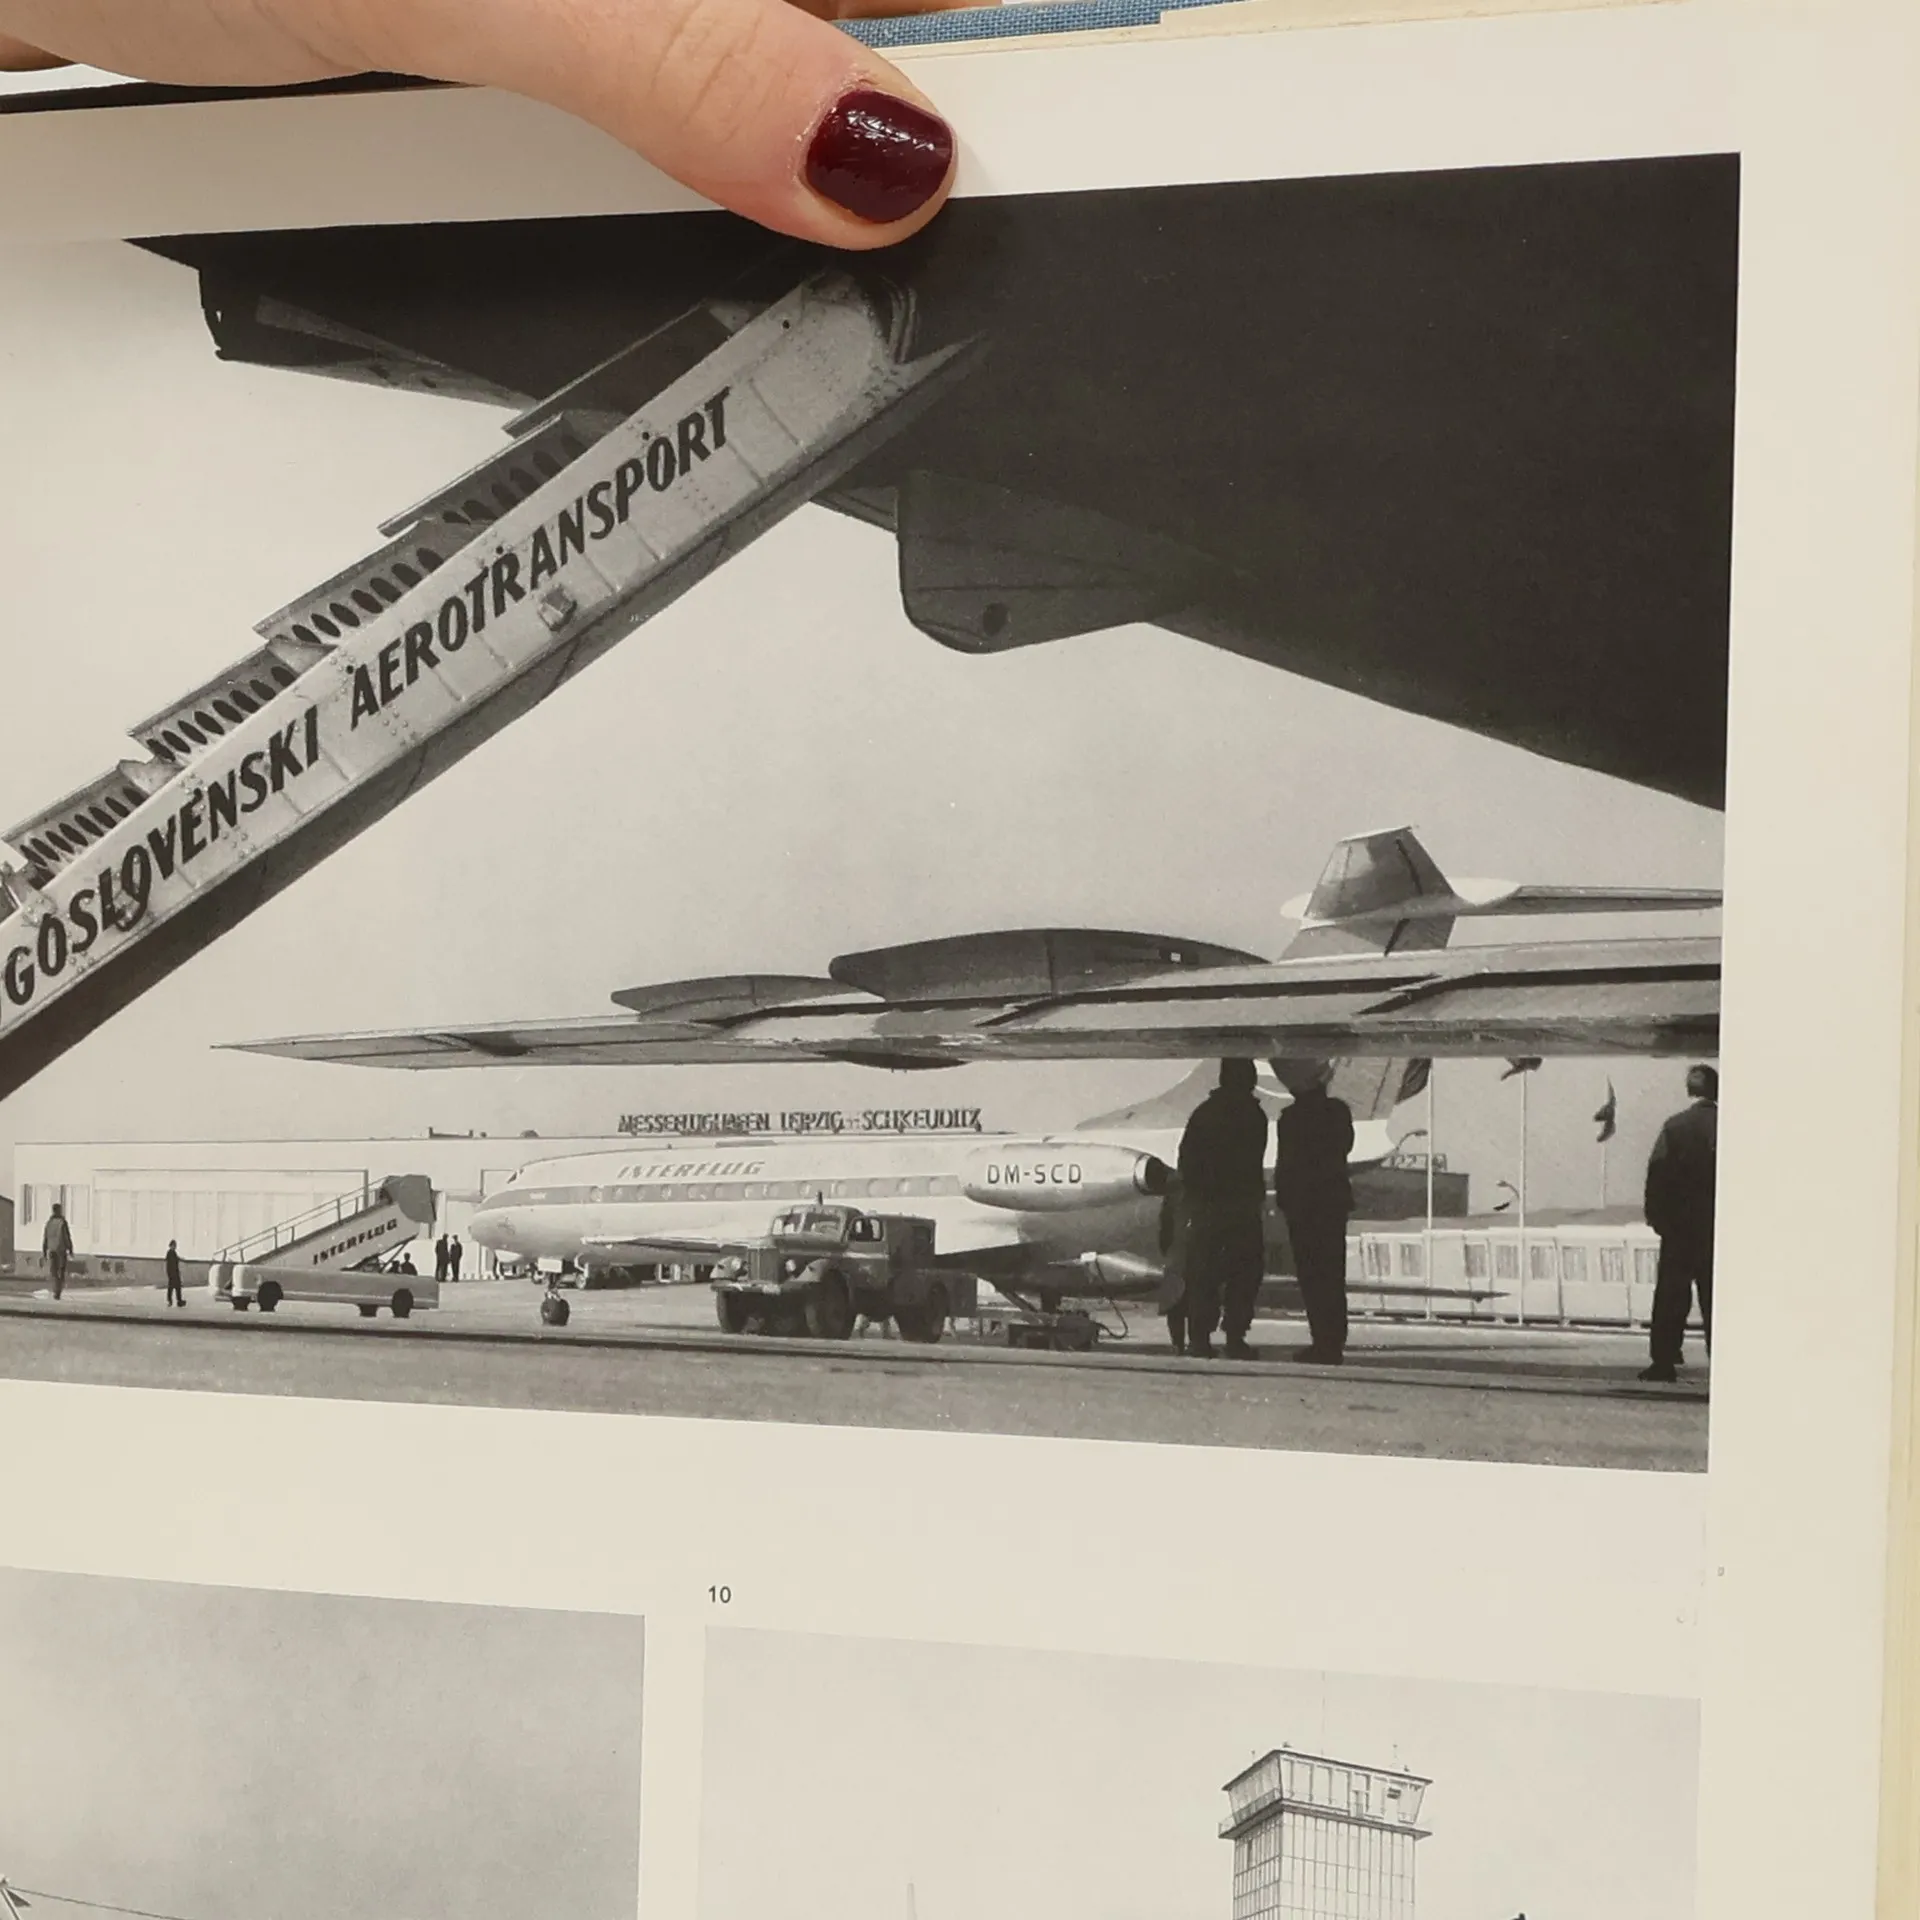 GOSLOVENSKI AEROTRANSPORT
MESSEFLUGHAFEN LEIPZIG-SCHKEUDITZ
INTERFLUG
DM-SCD
INTERFLUG
10